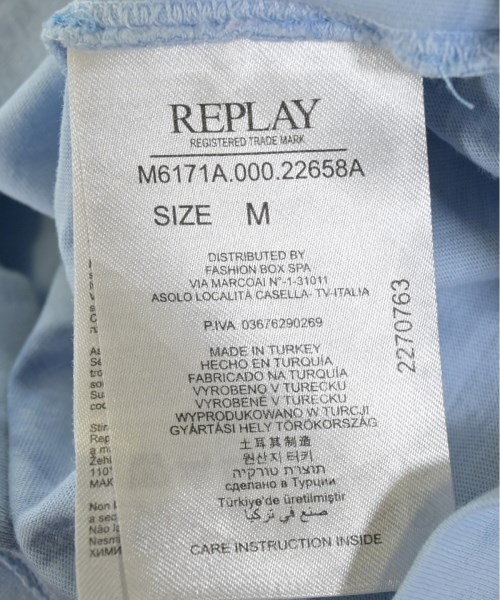 REPLAY
REGISTERED TRADE MARK
M6171A.000.22658A
SIZE M
DISTRIBUTED BY
FASHION BOX SPA
VIA MARCOAI N°-1-31011
ASOLO LOCALITÀ CASELLA- TV-ITALIA
P.IVA 03676290269
2270763
MADE IN TURKEY
HECHO EN TURQUÍA
FABRICADO NA TURQUÍA
VYROBENO V TURECKU
VYROBENÉ V TURECKU
WYPRODUKOWANO W TURCJI
GYÁRTÁSI HELY TÖRÖKORSZÁG
土耳其制造
원산지 터키
תוצרת טורקיה
сделано в Турции
Türkiye'de üretilmiştir
صنع في تركيا
CARE INSTRUCTION INSIDE